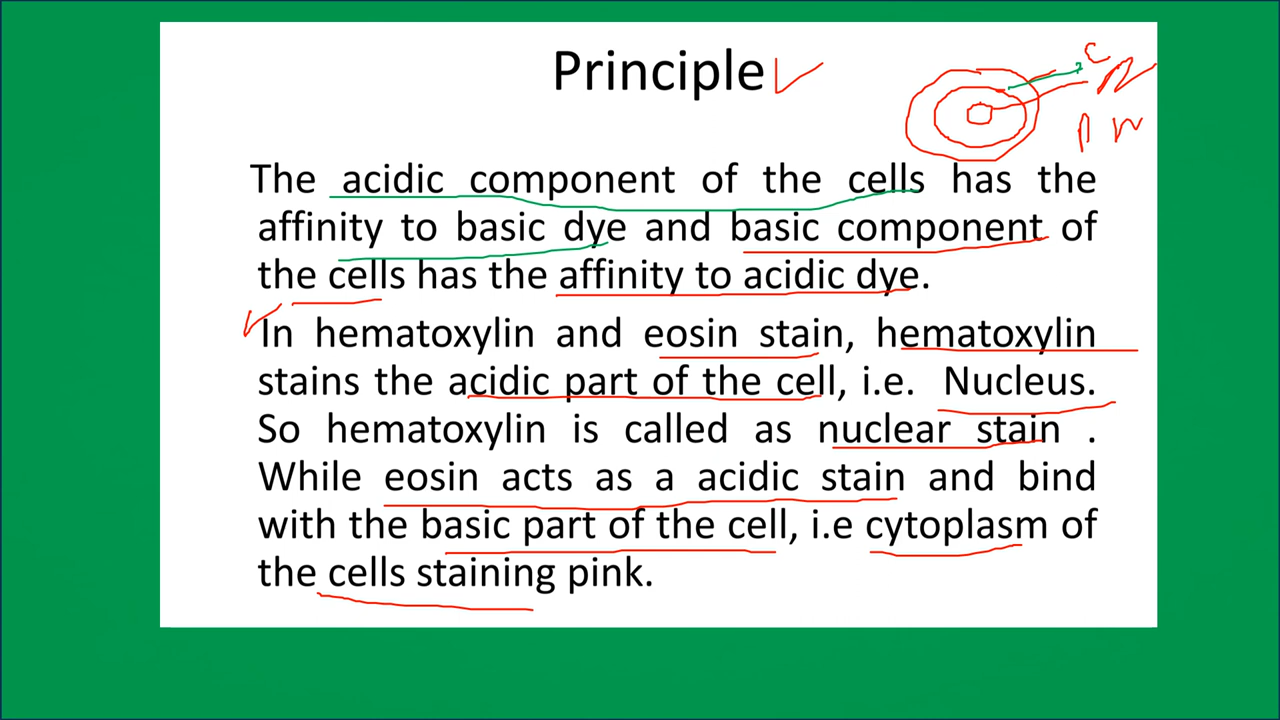 Principle
The acidic component of the cells has the
affinity to basic dye and basic component of
the cells has the affinity to acidic dye.
In hematoxylin and eosin stain, hematoxylin
stains the acidic part of the cell, i.e. Nucleus.
So hematoxylin is called as nuclear stain .
While eosin acts as a acidic stain and bind
with the basic part of the cell, i.e cytoplasm of
the cells staining pink.